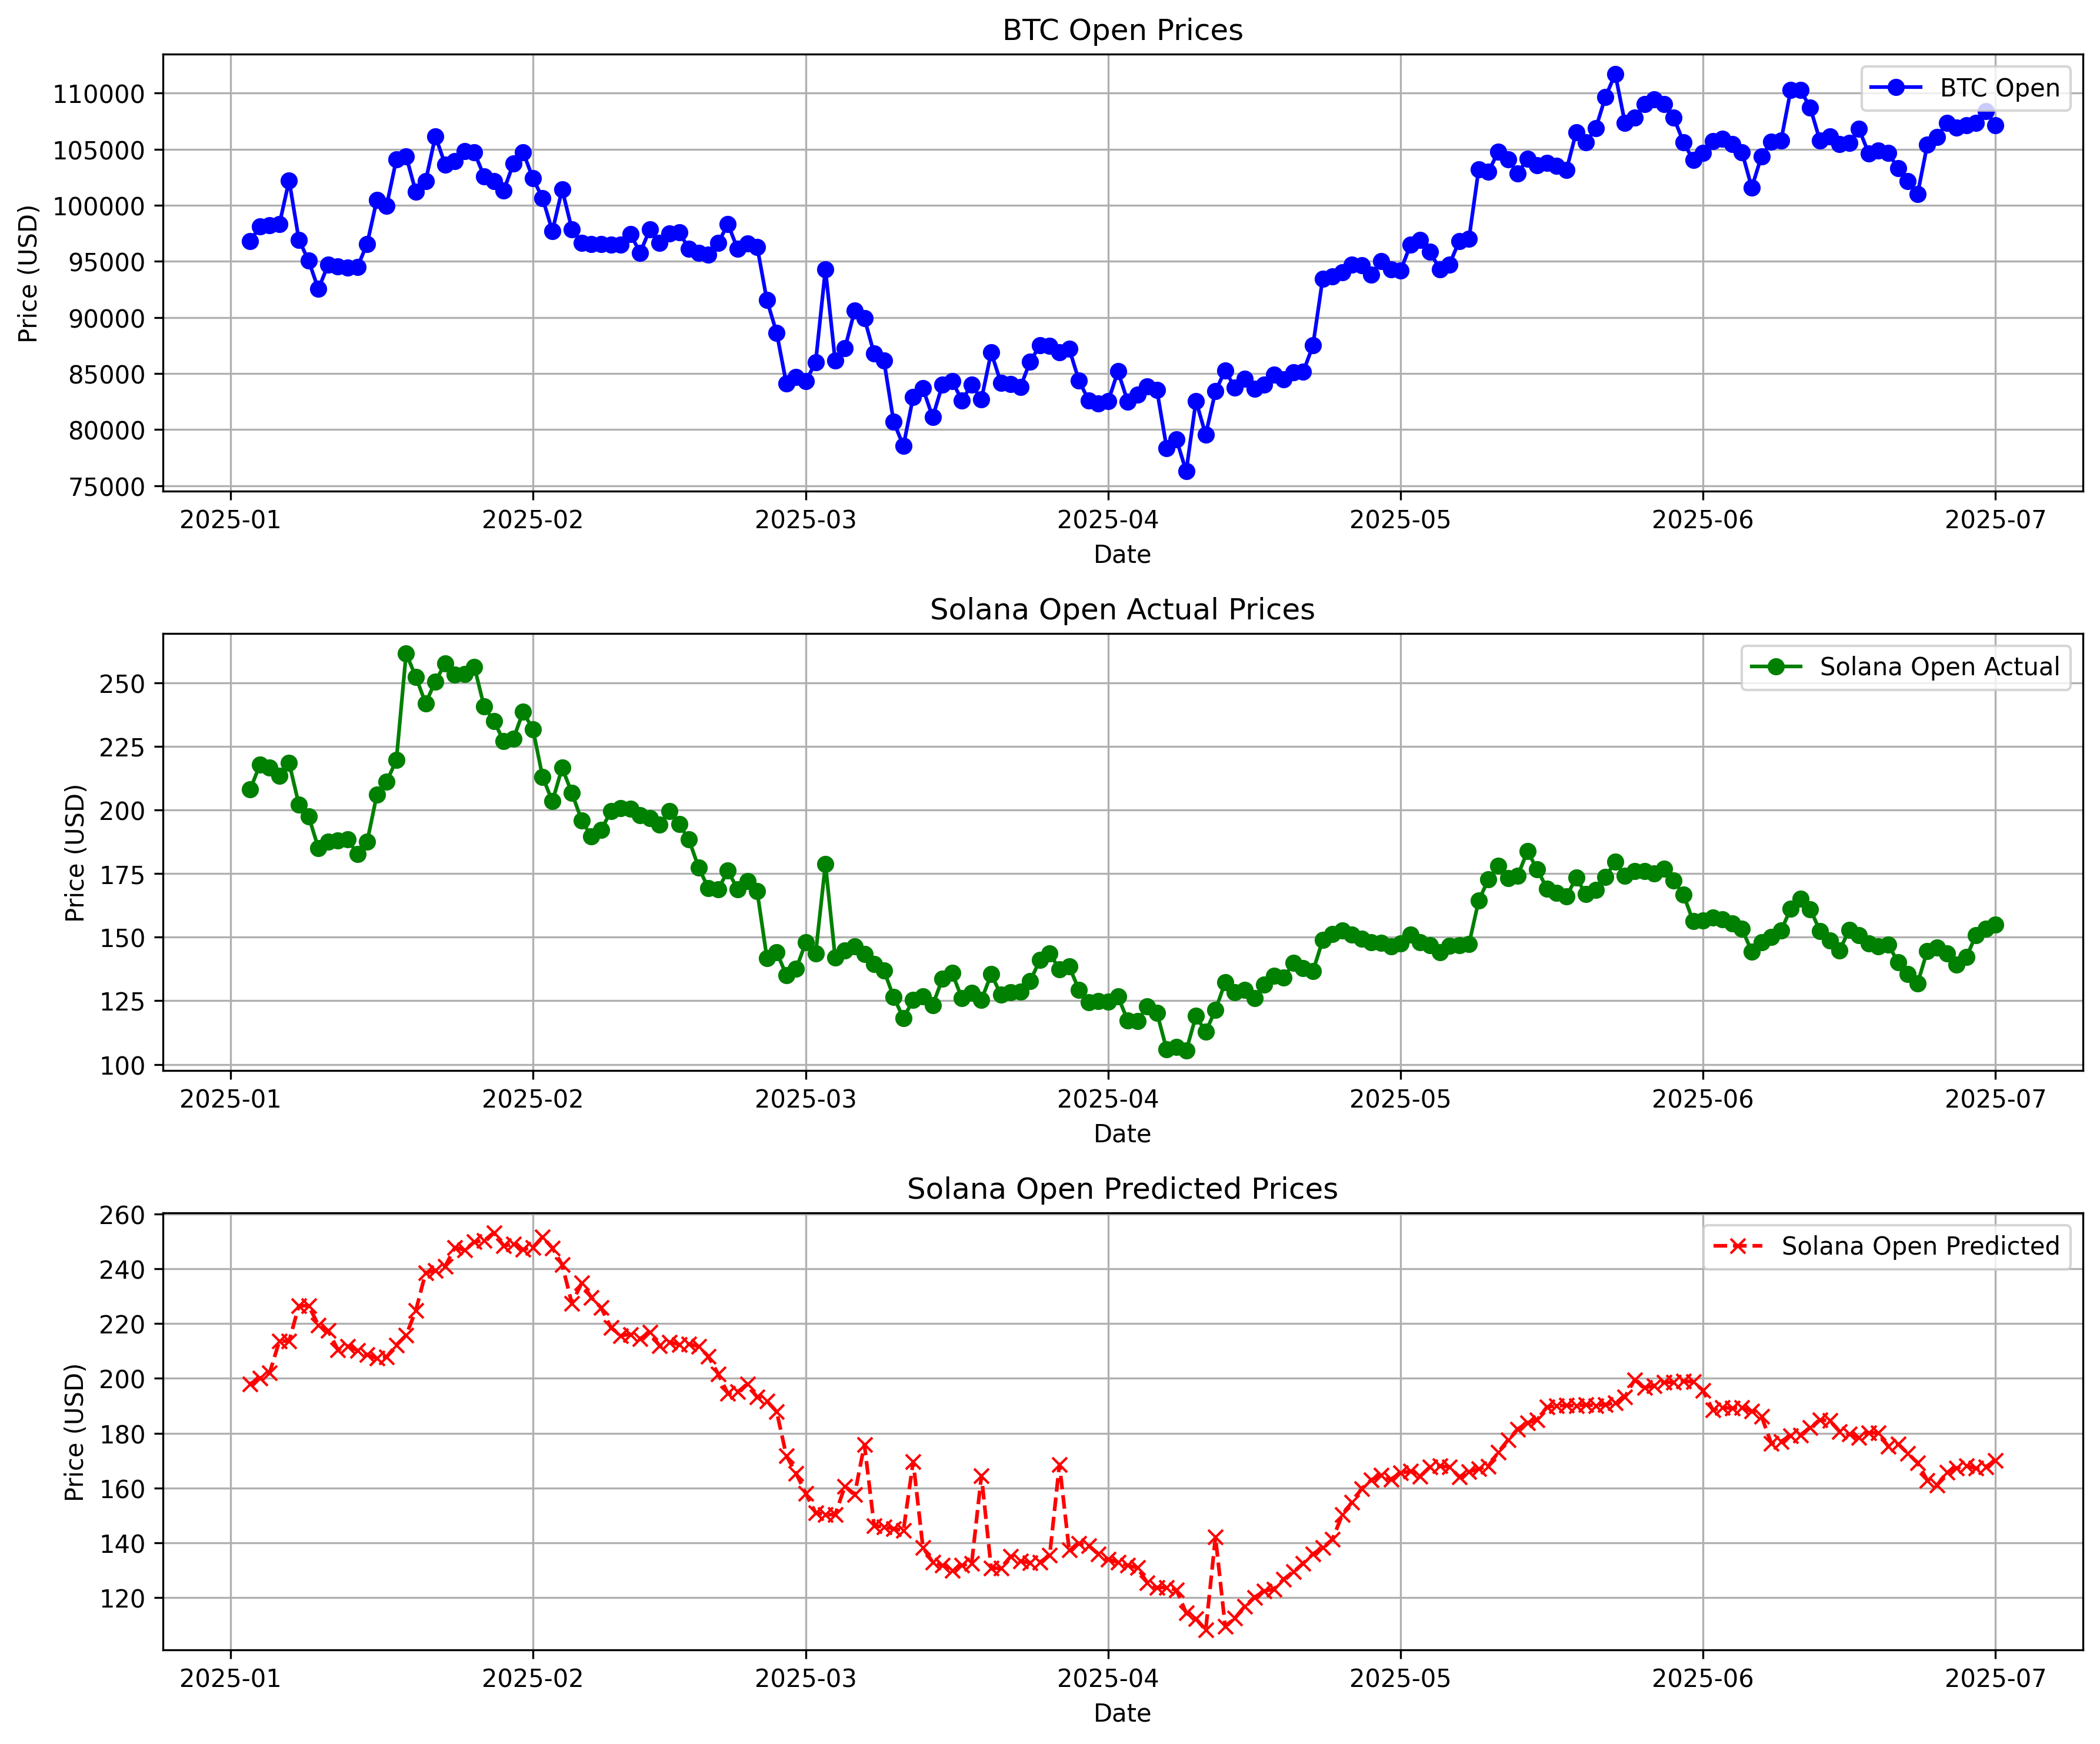 BTC Open Prices
BTC Open
Price (USD)
110000
105000
100000
95000
90000
85000
80000
75000
2025-01 2025-02 2025-03 2025-04 2025-05 2025-06 2025-07
Date
Solana Open Actual Prices
Solana Open Actual
Price (USD)
250
225
200
175
150
125
100
2025-01 2025-02 2025-03 2025-04 2025-05 2025-06 2025-07
Date
Solana Open Predicted Prices
Solana Open Predicted
Price (USD)
260
240
220
200
180
160
140
120
2025-01 2025-02 2025-03 2025-04 2025-05 2025-06 2025-07
Date